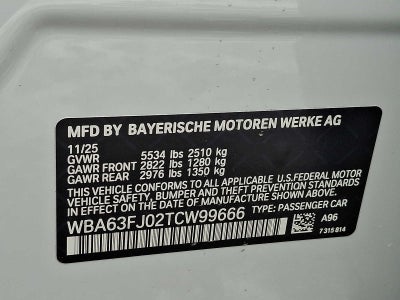 MFD BY BAYERISCHE MOTOREN WERKE AG
11/25
GVWR 5534 lbs 2510 kg
GAWR FRONT 2822 lbs 1280 kg
GAWR REAR 2976 lbs 1350 kg
THIS VEHICLE CONFORMS TO ALL APPLICABLE U.S.FEDERAL MOTOR
VEHICLE SAFETY, BUMPER,AND THEFT PREVENTION STANDARDS IN
EFFECT ON THE DATE OF MANUFACTURE SHOWN ABOVE.
WBA63FJ02TCW99666 TYPE: PASSENGER CAR
A96
7 315 814